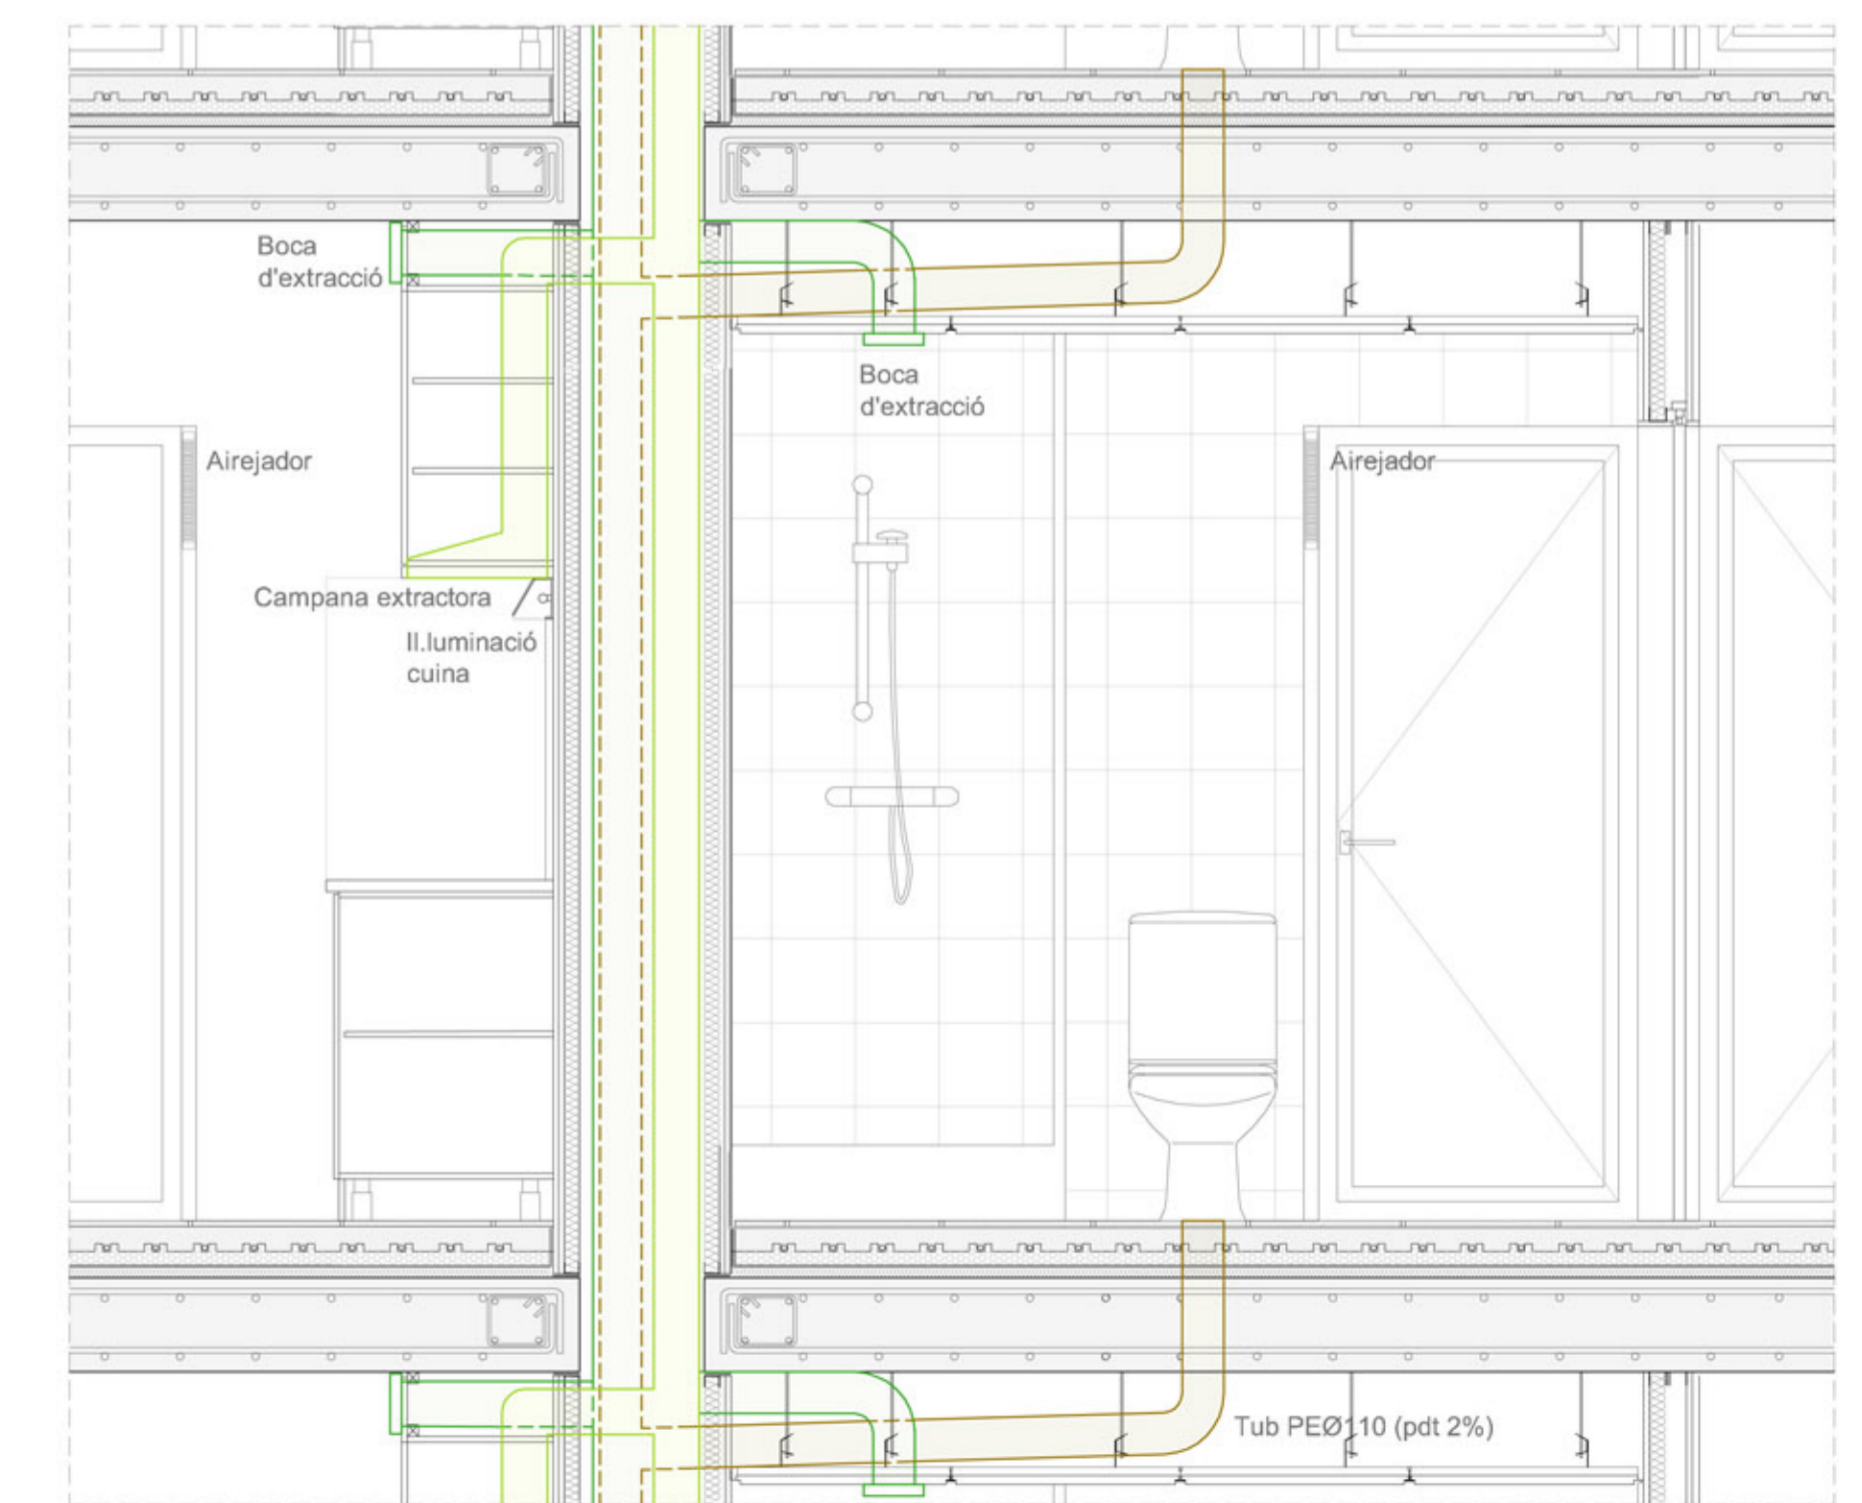 Boca
d'extracció
Boca
d'extracció
Airejador
Airejador
Campana extractora
Il.luminació
cuina
Tub PEØ110 (pdt 2%)